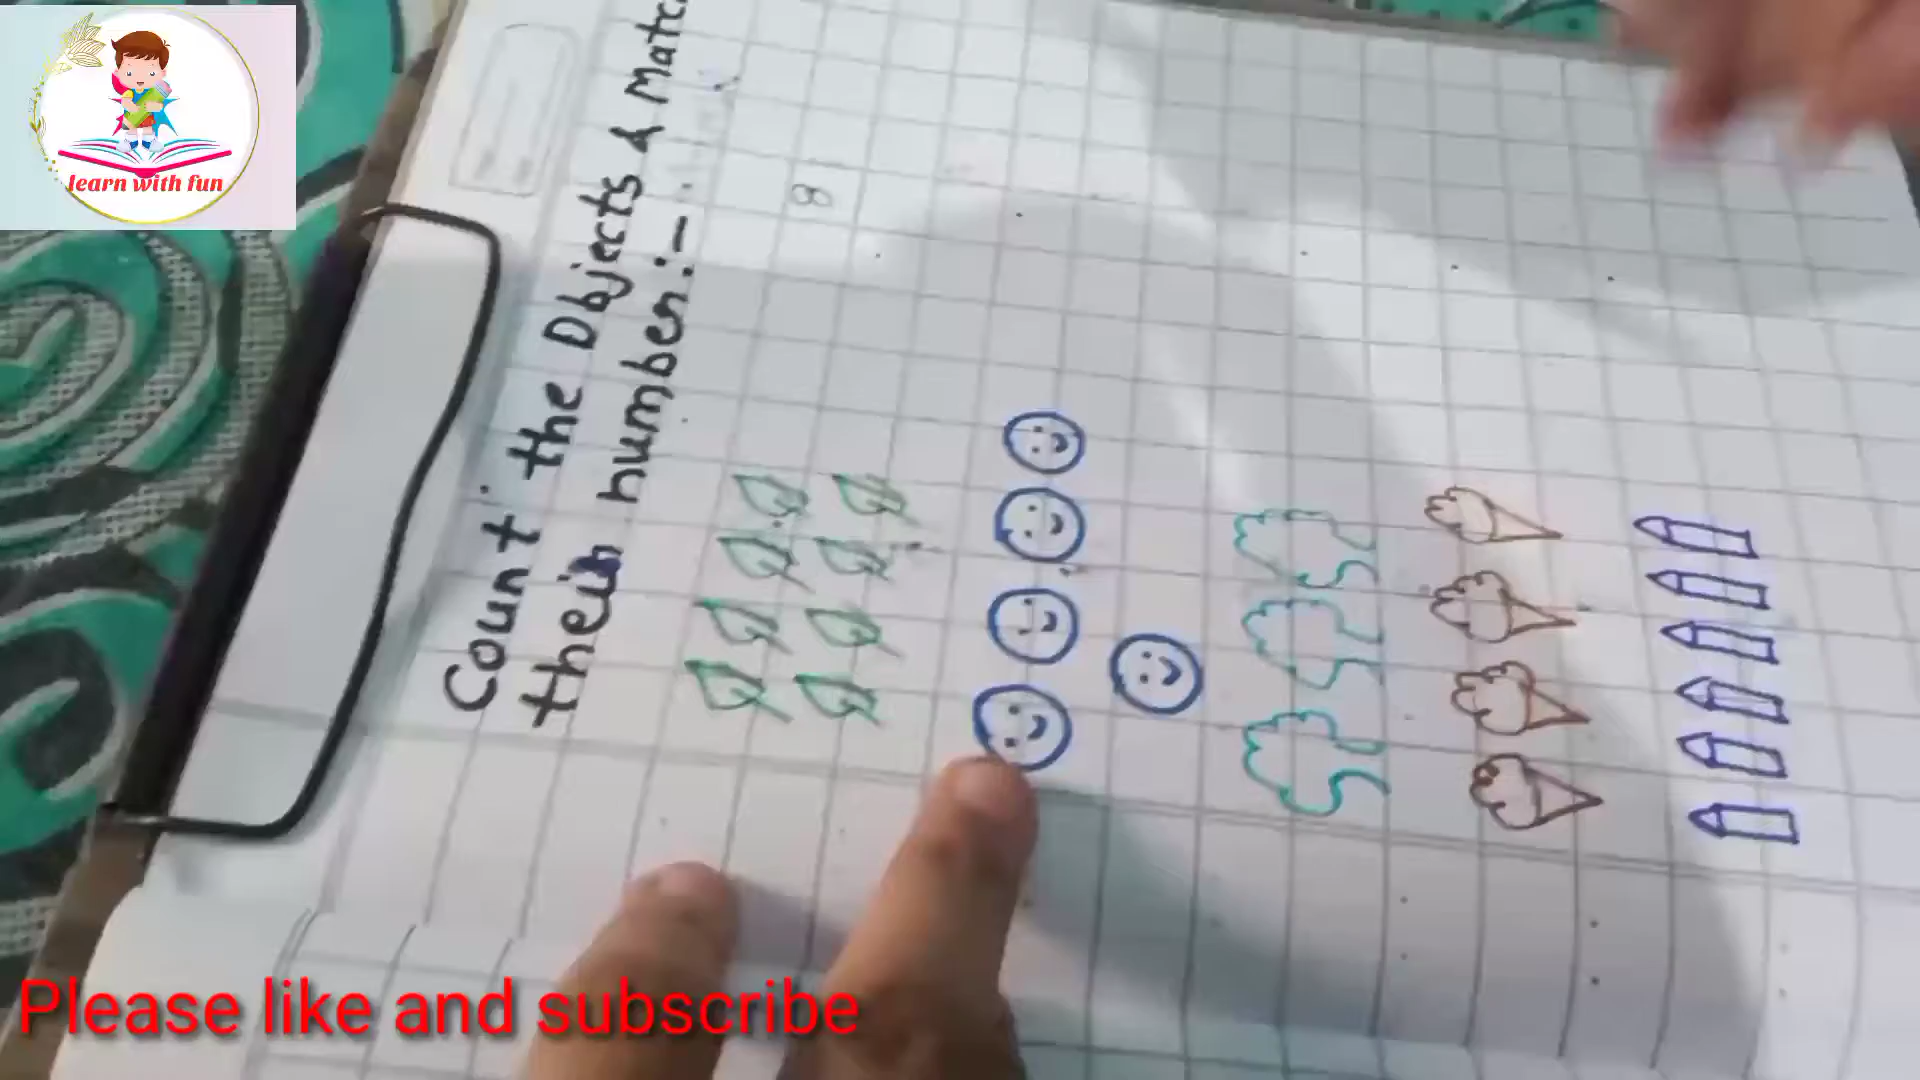 learn with fun
Count the Objects & Matc
their number:-
8
Please like and subscribe